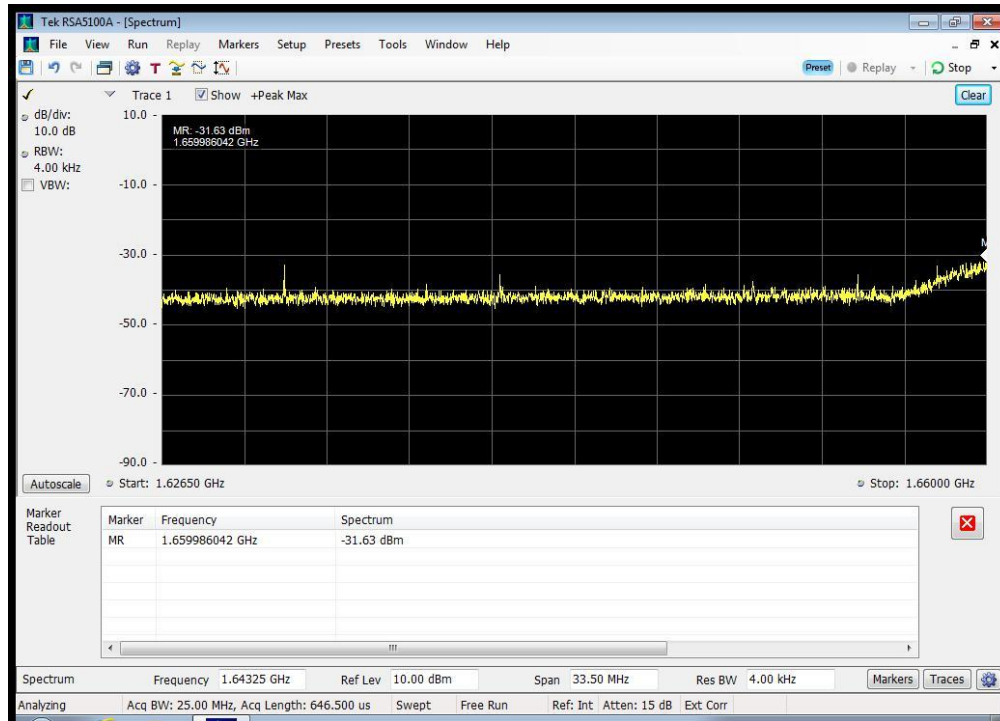 Tek RSA5100A - [Spectrum]
File View Run Replay Markers Setup Presets Tools Window Help
T Preset Replay Stop
Trace 1 Show +Peak Max Clear
dB/div: 10.0
10.0 dB
MR: -31.63 dBm
1.659986042 GHz
RBW:
4.00 kHz
VBW: -10.0
-30.0
M
-50.0
-70.0
-90.0
Autoscale Start: 1.62650 GHz Stop: 1.66000 GHz
Marker
Readout
Table
Marker Frequency Spectrum
MR 1.659986042 GHz -31.63 dBm
Spectrum Frequency 1.64325 GHz Ref Lev 10.00 dBm Span 33.50 MHz Res BW 4.00 kHz Markers Traces
Analyzing Acq BW: 25.00 MHz, Acq Length: 646.500 us Swept Free Run Ref: Int Atten: 15 dB Ext Corr